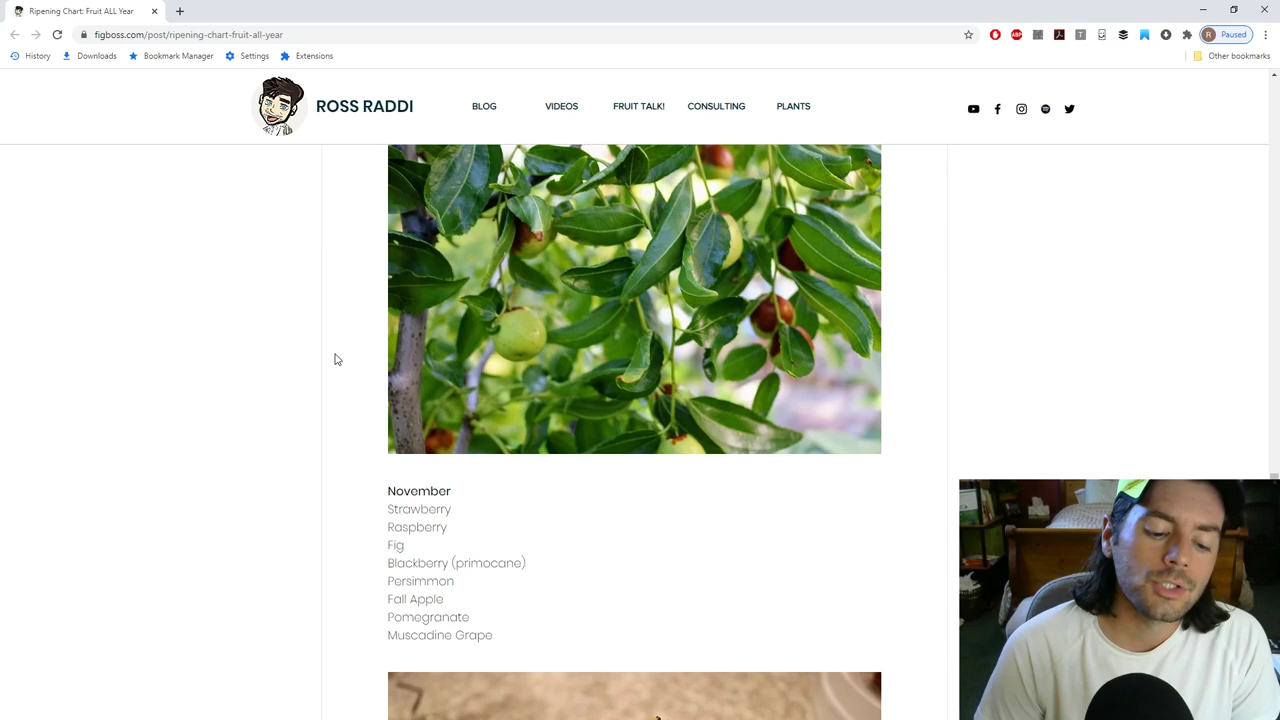 Ripening Chart: Fruit ALL Year
figboss.com/post/ripening-chart-fruit-all-year
R Paused
History Downloads Bookmark Manager Settings Extensions Other bookmarks
ROSS RADDI BLOG VIDEOS FRUIT TALK! CONSULTING PLANTS
November
Strawberry
Raspberry
Fig
Blackberry (primocane)
Persimmon
Fall Apple
Pomegranate
Muscadine Grape